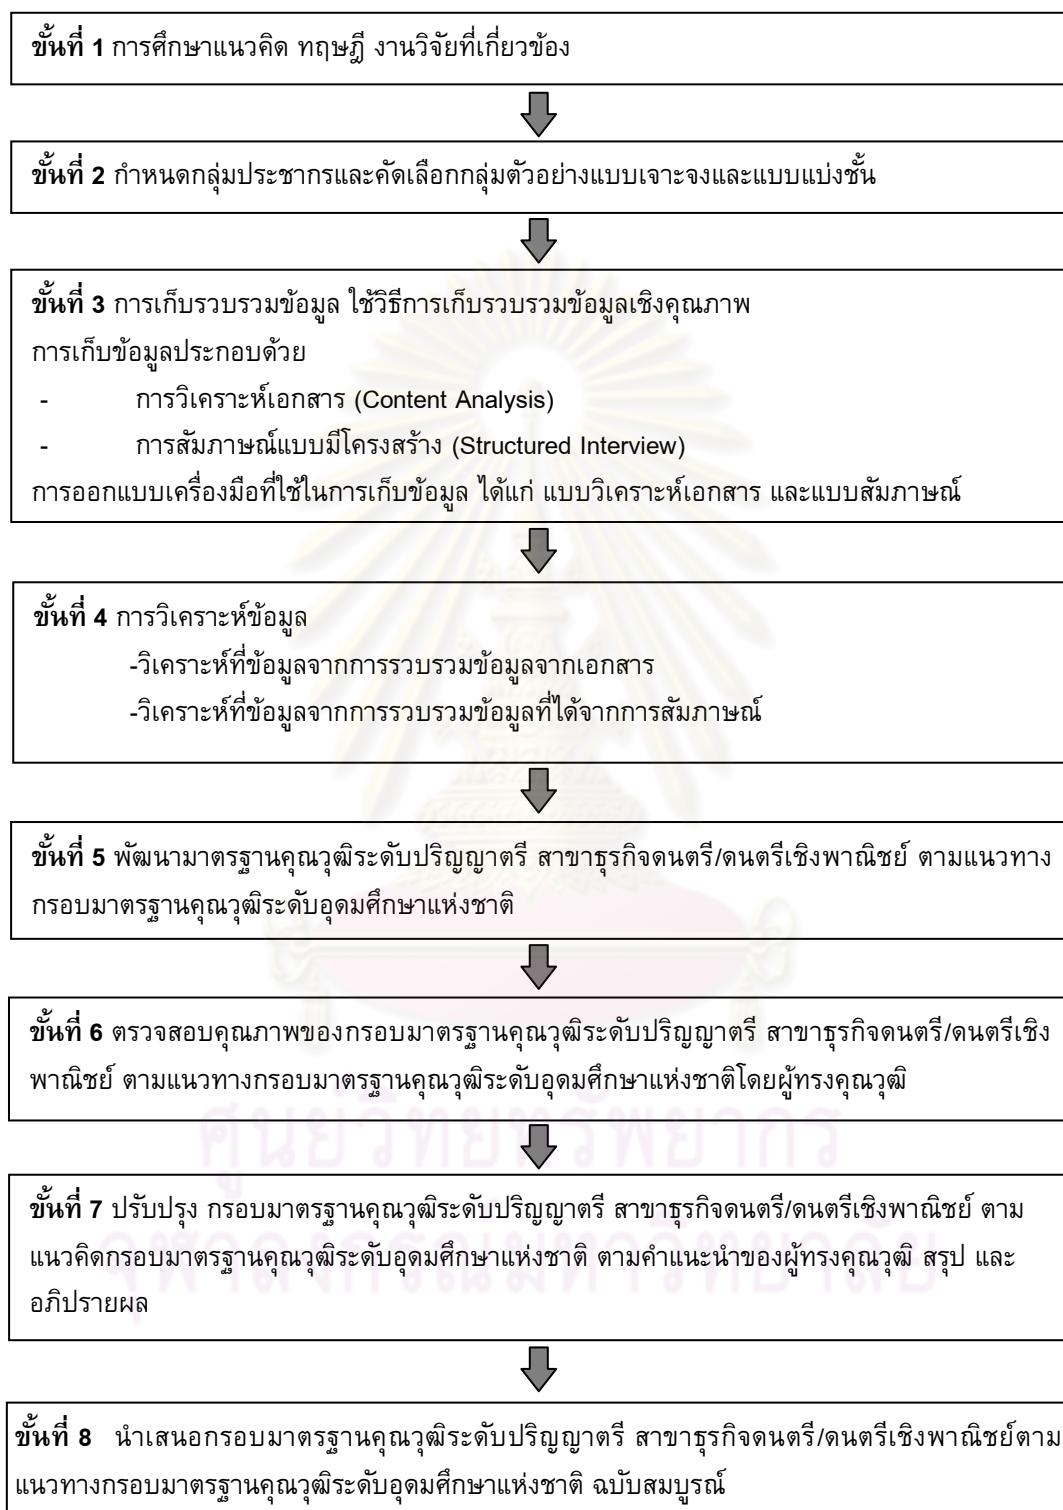 ขั้นที่ 1 การศึกษาแนวคิด ทฤษฎี งานวิจัยที่เกี่ยวข้อง
ขั้นที่ 2 กำหนดกลุ่มประชากรและคัดเลือกกลุ่มตัวอย่างแบบเจาะจงและแบบแบ่งชั้น
ขั้นที่ 3 การเก็บรวบรวมข้อมูล ใช้วิธีการเก็บรวบรวมข้อมูลเชิงคุณภาพ
การเก็บข้อมูลประกอบด้วย
- การวิเคราะห์เอกสาร (Content Analysis)
- การสัมภาษณ์แบบมีโครงสร้าง (Structured Interview)
การออกแบบเครื่องมือที่ใช้ในการเก็บข้อมูล ได้แก่ แบบวิเคราะห์เอกสาร และแบบสัมภาษณ์
ขั้นที่ 4 การวิเคราะห์ข้อมูล
-วิเคราะห์ที่ข้อมูลจากการรวบรวมข้อมูลจากเอกสาร
-วิเคราะห์ที่ข้อมูลจากการรวบรวมข้อมูลที่ได้จากการสัมภาษณ์
ขั้นที่ 5 พัฒนามาตรฐานคุณวุฒิระดับปริญญาตรี สาขาธุรกิจดนตรี/ดนตรีเชิงพาณิชย์ ตามแนวทาง
กรอบมาตรฐานคุณวุฒิระดับอุดมศึกษาแห่งชาติ
ขั้นที่ 6 ตรวจสอบคุณภาพของกรอบมาตรฐานคุณวุฒิระดับปริญญาตรี สาขาธุรกิจดนตรี/ดนตรีเชิง
พาณิชย์ ตามแนวทางกรอบมาตรฐานคุณวุฒิระดับอุดมศึกษาแห่งชาติโดยผู้ทรงคุณวุฒิ
ศูนย์วิทยทรัพยากร
ขั้นที่ 7 ปรับปรุง กรอบมาตรฐานคุณวุฒิระดับปริญญาตรี สาขาธุรกิจดนตรี/ดนตรีเชิงพาณิชย์ ตาม
แนวคิดกรอบมาตรฐานคุณวุฒิระดับอุดมศึกษาแห่งชาติ ตามคำแนะนำของผู้ทรงคุณวุฒิ สรุป และ
อภิปรายผล
จุฬาลงกรณ์มหาวิทยาลัย
ขั้นที่ 8 นำเสนอกรอบมาตรฐานคุณวุฒิระดับปริญญาตรี สาขาธุรกิจดนตรี/ดนตรีเชิงพาณิชย์ตาม
แนวทางกรอบมาตรฐานคุณวุฒิระดับอุดมศึกษาแห่งชาติ ฉบับสมบูรณ์